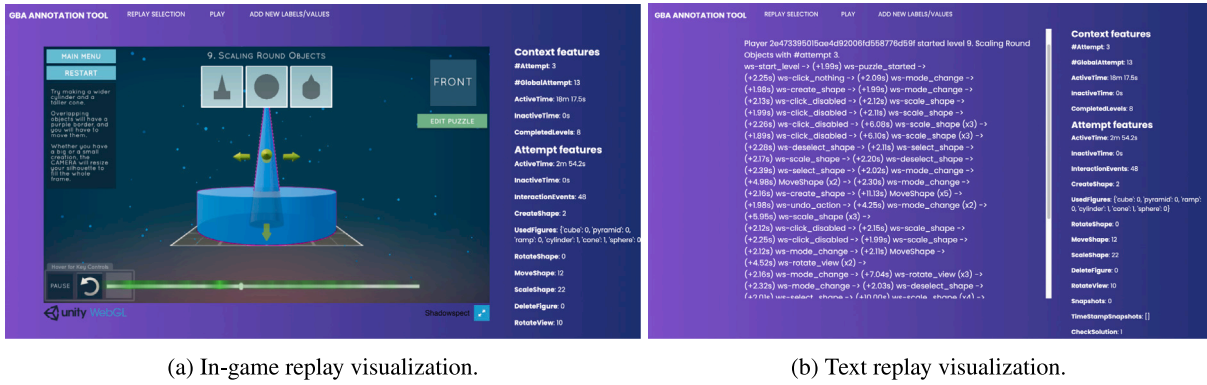 GBA ANNOTATION TOOL REPLAY SELECTION PLAY ADD NEW LABELS/VALUES
MAIN MENU
RESTART
Try making a wider
cylinder and a
taller cone.
Overlapping
objects will have a
purple border, and
you will have to
move them.
Whether you have
a big or a small
creation, the
CAMERA will resize
your silhouette to
fill the whole
frame.
9. SCALING ROUND OBJECTS
FRONT
EDIT PUZZLE
Hover for Key Controls
PAUSE
unity WebGL
Shadowspect
Context features
#Attempt: 3
#GlobalAttempt: 13
ActiveTime: 18m 17.5s
InactiveTime: 0s
CompletedLevels: 8
Attempt features
ActiveTime: 2m 54.2s
InactiveTime: 0s
InteractionEvents: 48
CreateShape: 2
UsedFigures: {'cube': 0, 'pyramid': 0,
'ramp': 0, 'cylinder': 1, 'cone': 1, 'sphere': 0}
RotateShape: 0
MoveShape: 12
ScaleShape: 22
DeleteFigure: 0
RotateView: 10
(a) In-game replay visualization.
GBA ANNOTATION TOOL REPLAY SELECTION PLAY ADD NEW LABELS/VALUES
Player 2e473395015ae4d92006fd558776d59f started level 9. Scaling Round
Objects with #attempt 3.
ws-start_level -> (+1.99s) ws-puzzle_started ->
(+2.25s) ws-click_nothing -> (+2.09s) ws-mode_change ->
(+1.98s) ws-create_shape -> (+1.99s) ws-mode_change ->
(+2.13s) ws-click_disabled -> (+2.12s) ws-scale_shape ->
(+1.99s) ws-click_disabled -> (+2.11s) ws-scale_shape ->
(+2.26s) ws-click_disabled -> (+6.08s) ws-scale_shape (x3) ->
(+1.89s) ws-click_disabled -> (+6.10s) ws-scale_shape (x3) ->
(+2.28s) ws-deselect_shape -> (+2.11s) ws-select_shape ->
(+2.17s) ws-scale_shape -> (+2.20s) ws-deselect_shape ->
(+2.39s) ws-select_shape -> (+2.02s) ws-mode_change ->
(+4.98s) MoveShape (x2) -> (+2.30s) ws-mode_change ->
(+2.16s) ws-create_shape -> (+11.13s) MoveShape (x5) ->
(+1.98s) ws-undo_action -> (+4.25s) ws-mode_change (x2) ->
(+5.95s) ws-scale_shape (x3) ->
(+2.12s) ws-click_disabled -> (+2.15s) ws-scale_shape ->
(+2.25s) ws-click_disabled -> (+1.99s) ws-scale_shape ->
(+2.12s) ws-mode_change -> (+2.11s) MoveShape ->
(+4.52s) ws-rotate_view (x2) ->
(+2.16s) ws-mode_change -> (+7.04s) ws-rotate_view (x3) ->
(+2.32s) ws-mode_change -> (+2.03s) ws-deselect_shape ->
(+2.01s) ws-select_shape -> (+10.00s) ws-scale_shape (x4) ->
Context features
#Attempt: 3
#GlobalAttempt: 13
ActiveTime: 18m 17.5s
InactiveTime: 0s
CompletedLevels: 8
Attempt features
ActiveTime: 2m 54.2s
InactiveTime: 0s
InteractionEvents: 48
CreateShape: 2
UsedFigures: {'cube': 0, 'pyramid': 0, 'ramp':
0, 'cylinder': 1, 'cone': 1, 'sphere': 0}
RotateShape: 0
MoveShape: 12
ScaleShape: 22
DeleteFigure: 0
RotateView: 10
Snapshots: 0
TimeStampSnapshots: []
CheckSolution: 1
(b) Text replay visualization.